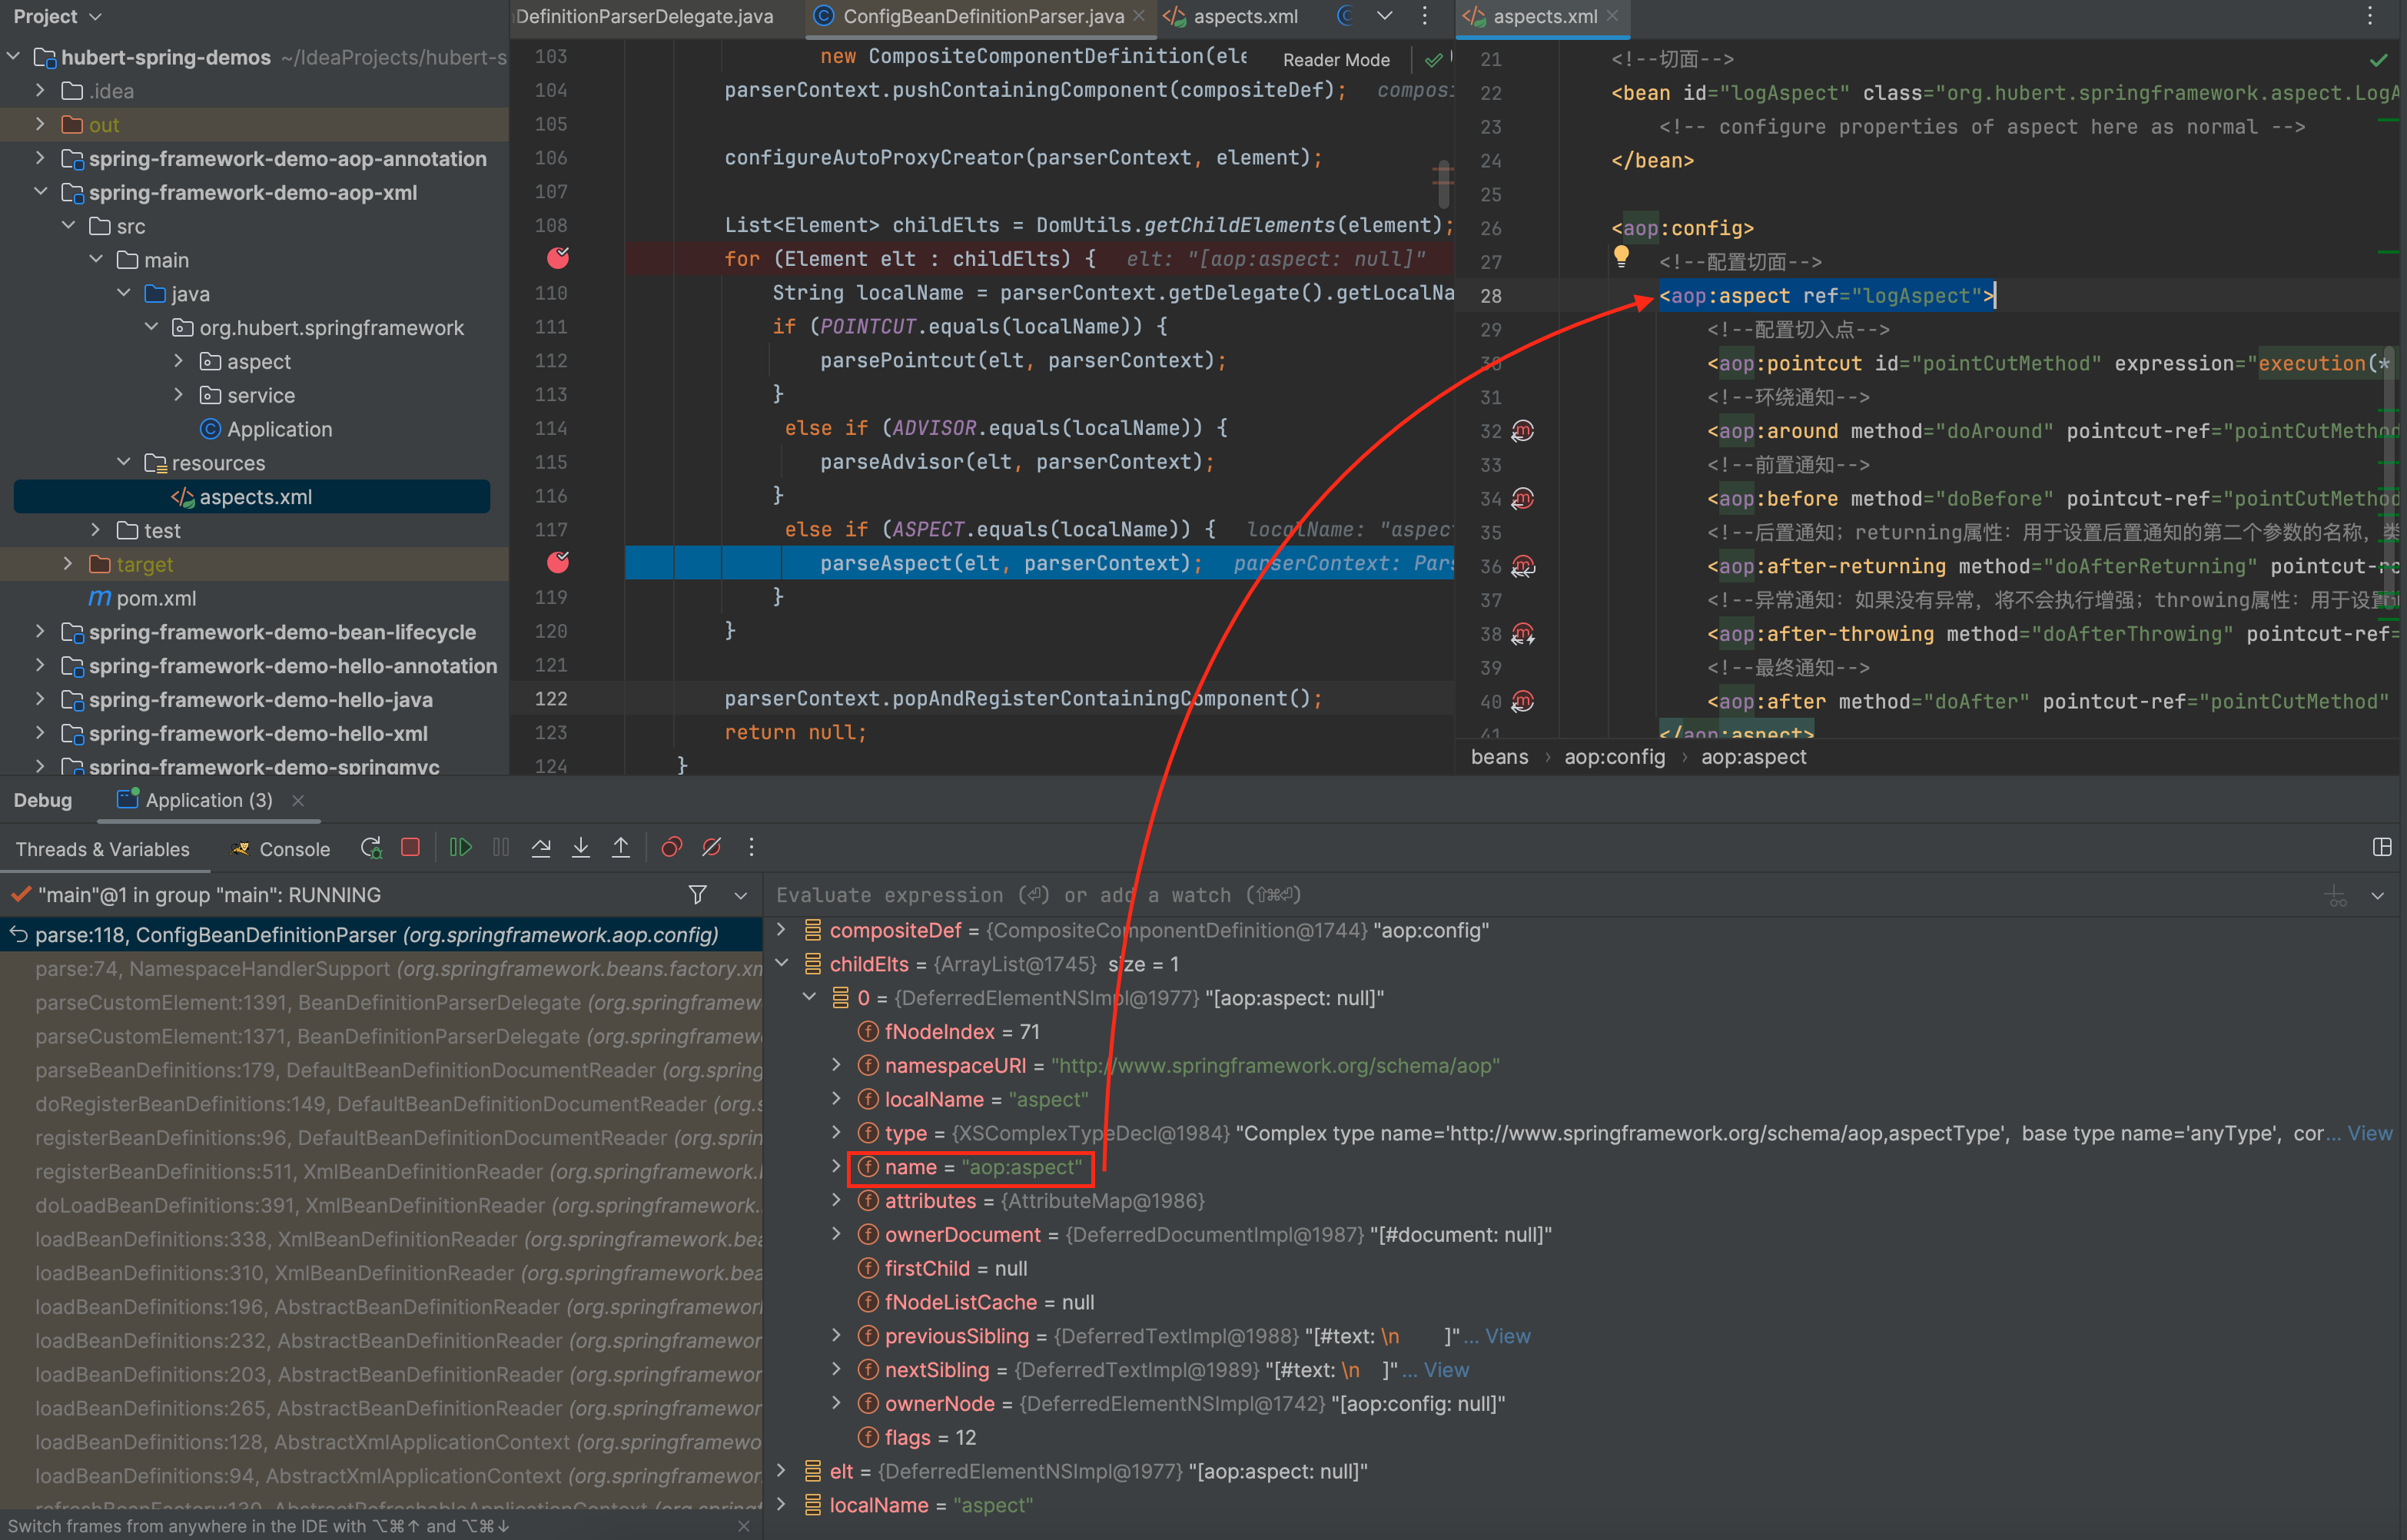 Project
hubert-spring-demos ~/IdeaProjects/hubert-s
.idea
out
spring-framework-demo-aop-annotation
spring-framework-demo-aop-xml
src
main
java
org.hubert.springframework
aspect
service
Application
resources
aspects.xml
test
target
pom.xml
spring-framework-demo-bean-lifecycle
spring-framework-demo-hello-annotation
spring-framework-demo-hello-java
spring-framework-demo-hello-xml
spring-framework-demo-springmvc
DefinitionParserDelegate.java
ConfigBeanDefinitionParser.java
aspects.xml
Reader Mode
103 new CompositeComponentDefinition(ele
104 parserContext.pushContainingComponent(compositeDef); composi
105
106 configureAutoProxyCreator(parserContext, element);
107
108 List<Element> childElts = DomUtils.getChildElements(element);
for (Element elt : childElts) { elt: "[aop:aspect: null]"
110 String localName = parserContext.getDelegate().getLocalNa
111 if (POINTCUT.equals(localName)) {
112 parsePointcut(elt, parserContext);
113 }
114 else if (ADVISOR.equals(localName)) {
115 parseAdvisor(elt, parserContext);
116 }
117 else if (ASPECT.equals(localName)) { localName: "aspect
parseAspect(elt, parserContext); parserContext: Pars
119 }
120 }
121
122 parserContext.popAndRegisterContainingComponent();
123 return null;
124 }
aspects.xml
21 <!--切面-->
22 <bean id="logAspect" class="org.hubert.springframework.aspect.LogA
23 <!-- configure properties of aspect here as normal -->
24 </bean>
25
26 <aop:config>
27 <!--配置切面-->
28 <aop:aspect ref="logAspect">
29 <!--配置切入点-->
30 <aop:pointcut id="pointCutMethod" expression="execution(*
31 <!--环绕通知-->
32 <aop:around method="doAround" pointcut-ref="pointCutMethod
33 <!--前置通知-->
34 <aop:before method="doBefore" pointcut-ref="pointCutMethod
35 <!--后置通知；returning属性：用于设置后置通知的第二个参数的名称，类
36 <aop:after-returning method="doAfterReturning" pointcut-re
37 <!--异常通知：如果没有异常，将不会执行增强；throwing属性：用于设置
38 <aop:after-throwing method="doAfterThrowing" pointcut-ref=
39 <!--最终通知-->
40 <aop:after method="doAfter" pointcut-ref="pointCutMethod"
41 </aop:aspect>
beans › aop:config › aop:aspect
Debug
Application (3)
Threads & Variables
Console
"main"@1 in group "main": RUNNING
parse:118, ConfigBeanDefinitionParser (org.springframework.aop.config)
parse:74, NamespaceHandlerSupport (org.springframework.beans.factory.xm
parseCustomElement:1391, BeanDefinitionParserDelegate (org.springframew
parseCustomElement:1371, BeanDefinitionParserDelegate (org.springframew
parseBeanDefinitions:179, DefaultBeanDefinitionDocumentReader (org.spring
doRegisterBeanDefinitions:149, DefaultBeanDefinitionDocumentReader (org.s
registerBeanDefinitions:96, DefaultBeanDefinitionDocumentReader (org.sprin
registerBeanDefinitions:511, XmlBeanDefinitionReader (org.springframework.b
doLoadBeanDefinitions:391, XmlBeanDefinitionReader (org.springframework.
loadBeanDefinitions:338, XmlBeanDefinitionReader (org.springframework.bea
loadBeanDefinitions:310, XmlBeanDefinitionReader (org.springframework.bea
loadBeanDefinitions:196, AbstractBeanDefinitionReader (org.springframewor
loadBeanDefinitions:232, AbstractBeanDefinitionReader (org.springframewor
loadBeanDefinitions:203, AbstractBeanDefinitionReader (org.springframewor
loadBeanDefinitions:265, AbstractBeanDefinitionReader (org.springframewor
loadBeanDefinitions:128, AbstractXmlApplicationContext (org.springframewo
loadBeanDefinitions:94, AbstractXmlApplicationContext (org.springframewor
refreshBeanFactory:130, AbstractRefreshableApplicationContext (org.springf
Switch frames from anywhere in the IDE with ⌥⌘↑ and ⌥⌘↓
Evaluate expression (⏎) or add a watch (⇧⌘⏎)
compositeDef = {CompositeComponentDefinition@1744} "aop:config"
childElts = {ArrayList@1745} size = 1
0 = {DeferredElementNSImpl@1977} "[aop:aspect: null]"
fNodeIndex = 71
namespaceURI = "http://www.springframework.org/schema/aop"
localName = "aspect"
type = {XSComplexTypeDecl@1984} "Complex type name='http://www.springframework.org/schema/aop,aspectType', base type name='anyType', cor... View
name = "aop:aspect"
attributes = {AttributeMap@1986}
ownerDocument = {DeferredDocumentImpl@1987} "[#document: null]"
firstChild = null
fNodeListCache = null
previousSibling = {DeferredTextImpl@1988} "[#text: \n ]" ... View
nextSibling = {DeferredTextImpl@1989} "[#text: \n ]" ... View
ownerNode = {DeferredElementNSImpl@1742} "[aop:config: null]"
flags = 12
elt = {DeferredElementNSImpl@1977} "[aop:aspect: null]"
localName = "aspect"